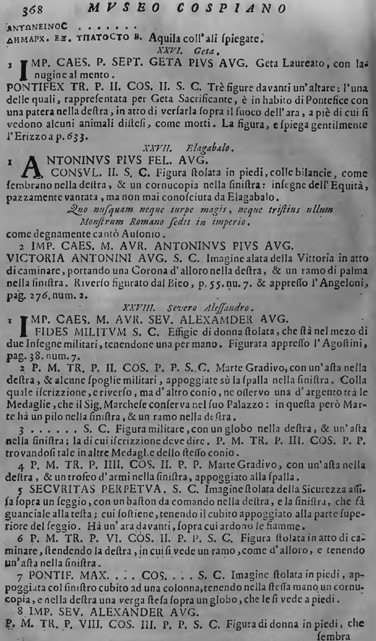 368 MVSEO COSPIANO
ΑΝΤΩΝΕΙΝΟC . . . . . .
ΔΗΜΑΡΧ. ΕΞ. ΤΠΑΤΟCΤΟ Β. Aquila coll'ali ſpiegate.
XXVI. Geta.
1 IMP. CAES. P. SEPT. GETA PIVS AVG. Geta Laureato, con la-
nugine al mento.
PONTIFEX TR. P. II. COS. II. S. C. Trè figure davanti un'altare: l'una
delle quali, rappreſentata per Geta Sacrificante, è in habito di Pontefice con
una patera nella deſtra, in atto di verſarla ſopra il fuoco dell'ara, a piè di cui ſi
vedono alcuni animali diſteſi, come morti. La figura, e ſpiega gentilmente
l'Erizzo a p. 633.
XXVII. Elagabalo.
1 ANTONINVS PIVS FEL. AVG.
CONSVL. II. S. C. Figura ſtolata in piedi, colle bilancie, come
ſembrano nella deſtra, & un cornucopia nella ſiniſtra: inſegne dell'Equità,
pazzamente vantata, ma non mai conoſciuta da Elagabalo.
Quo nuſquam neque turpe magis, neque triſtius ullum
Monſtrum Romano ſedit in imperio.
come degnamente cantò Auſonio.
2 IMP. CAES. M. AVR. ANTONINVS PIVS AVG.
VICTORIA ANTONINI AVG. S. C. Imagine alata della Vittoria in atto
di caminare, portando una Corona d'alloro nella deſtra, & un ramo di palma
nella ſiniſtra. Riverſo figurato dal Bico, p. 55. nu. 7. & appreſſo l'Angeloni,
pag. 276, num. 2.
XXVIII. Severo Aleſſandro.
1 IMP. CAES. M. AVR. SEV. ALEXAMDER AVG.
FIDES MILITVM S. C. Effigie di donna ſtolata, che ſtà nel mezo di
due Inſegne militari, tenendone una per mano. Figurata appreſſo l'Agoſtini,
pag. 38. num. 7.
2 P. M. TR. P. II. COS. P. P. S. C. Marte Gradivo, con un'aſta nella
deſtra, & alcune ſpoglie militari, appoggiate sù la ſpalla nella ſiniſtra. Colla
quale iſcrizzione, e riverſo, ma d'altro conio, ne oſſervo una d'argento trà le
Medaglie, che il Sig. Marcheſe conſerva nel ſuo Palazzo: in queſta però Mar-
te hà un pilo nella ſiniſtra, & un ramo nella deſtra.
3 . . . . . . S. C. Figura militare, con un globo nella deſtra, & un'aſta
nella ſiniſtra; la di cui iſcrizzione deve dire. P. M. TR. P. III. COS. P. P.
trovandoſi tale in altre Medaglie dello ſteſſo conio.
4 P. M. TR. P. IIII. COS. II. P. P. Marte Gradivo, con un'aſta nella
deſtra, & un trofeo d'armi nella ſiniſtra, appoggiato alla ſpalla.
5 SECVRITAS PERPETVA. S. C. Imagine ſtolata della Sicurezza aſſi-
ſa ſopra un ſeggio, con un baſton da comando nella deſtra, e la ſiniſtra, che fà
guanciale alla teſta; cui ſoſtiene, tenendo il cubito appoggiato alla parte ſupe-
riore del ſeggio. Hà un'ara davanti, ſopra cui ardono le fiamme.
6 P. M. TR. P. VI. COS. II. P. P. S. C. Figura ſtolata in atto di ca-
minare, ſtendendo la deſtra, in cui ſi vede un ramo, come d'alloro, e tenendo
un'aſta nella ſiniſtra.
7 PONTIF. MAX. . . . COS. . . . S. C. Imagine ſtolata in piedi, ap-
poggiata col ſiniſtro cubito ad una colonna, tenendo nella ſteſſa mano un cornu-
copia, e nella deſtra una verga ſteſa ſopra un globo, che le ſi vede a piedi.
8 IMP. SEV. ALEXANDER AVG.
P. M. TR. P. VIII. COS. III. P. P. S. C. Figura di donna in piedi, che
ſembra